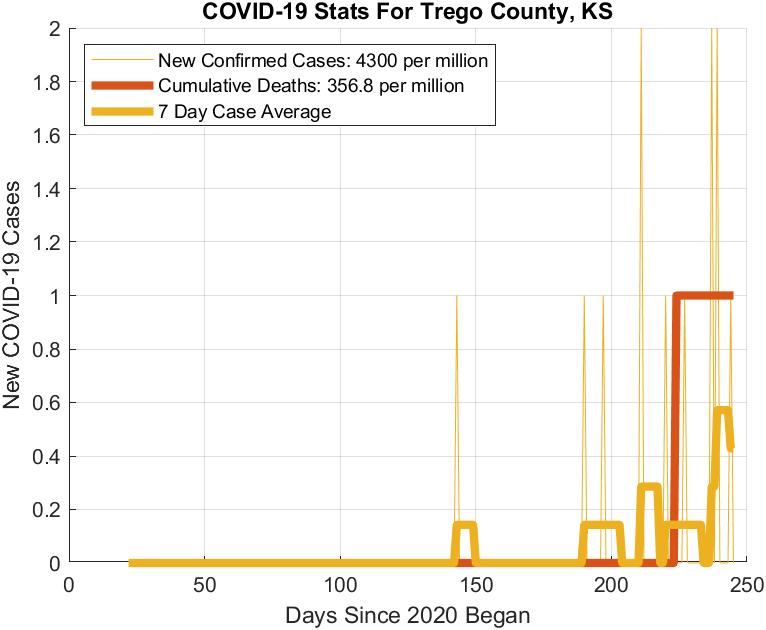 COVID-19 Stats For Trego County, KS
New Confirmed Cases: 4300 per million
Cumulative Deaths: 356.8 per million
7 Day Case Average
New COVID-19 Cases
2
1.8
1.6
1.4
1.2
1
0.8
0.6
0.4
0.2
0
0 50 100 150 200 250
Days Since 2020 Began